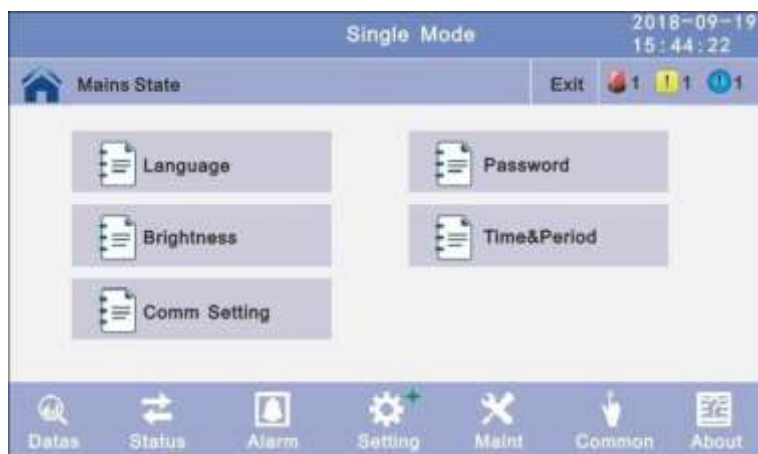 Single Mode
2018-09-19
15:44:22
Mains State
Exit
1
! 1
1
Language
Password
Brightness
Time&Period
Comm Setting
Datas
Status
Alarm
Setting
Maint
Common
About